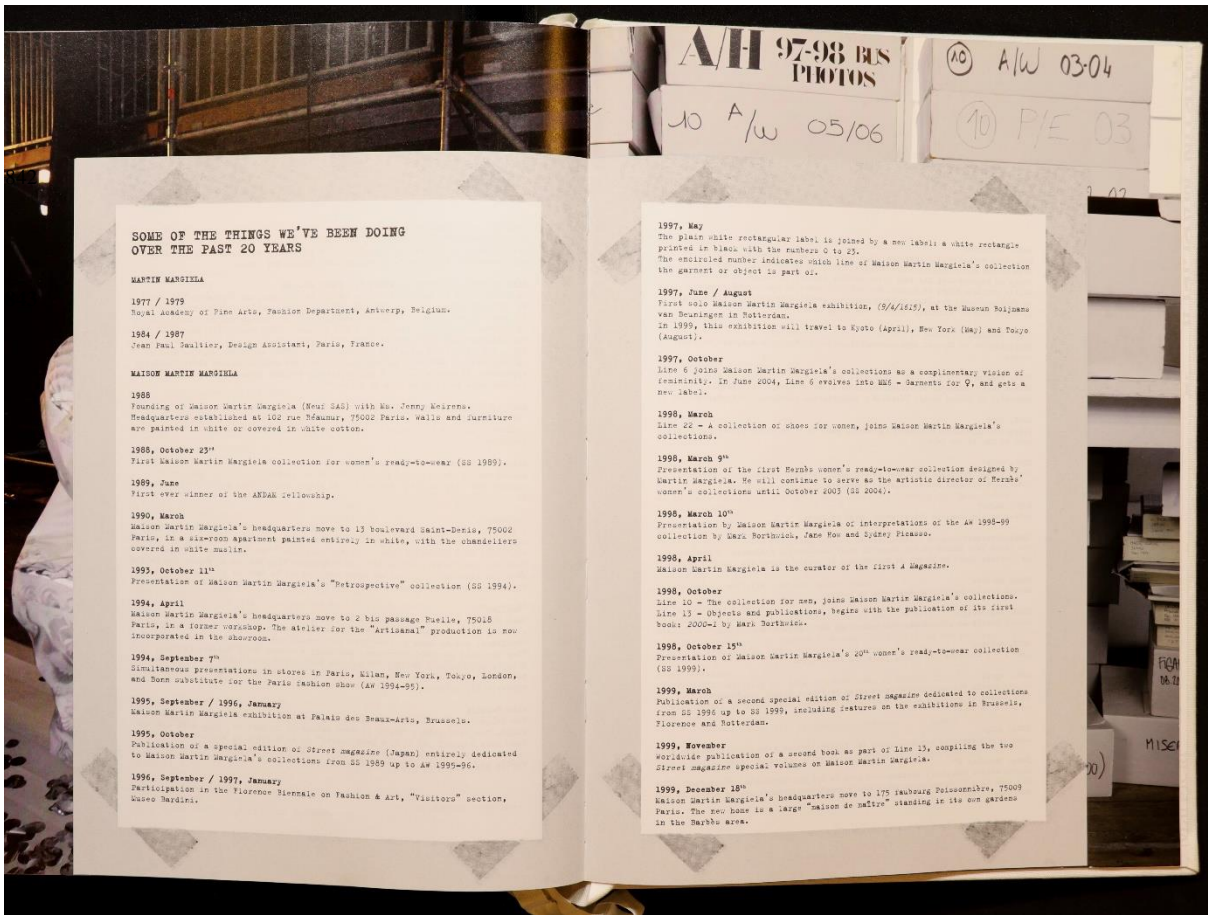 A/H 97-98 BUS
PHOTOS
10 A/W 05/06
10 A/W 03-04
10 P/E 03
SOME OF THE THINGS WE'VE BEEN DOING
OVER THE PAST 20 YEARS
MARTIN MARGIELA
1977 / 1979
Royal Academy of Fine Arts, Fashion Department, Antwerp, Belgium.
1984 / 1987
Jean Paul Gaultier, Design Assistant, Paris, France.
MAISON MARTIN MARGIELA
1988
Founding of Maison Martin Margiela (Neuf SAS) with Ms. Jenny Meirens.
Headquarters established at 102 rue Réaumur, 75002 Paris. Walls and furniture
are painted in white or covered in white cotton.
1988, October 23rd
First Maison Martin Margiela collection for women's ready-to-wear (SS 1989).
1989, June
First ever winner of the ANDAM fellowship.
1990, March
Maison Martin Margiela's headquarters move to 13 boulevard Saint-Denis, 75002
Paris, in a six-room apartment painted entirely in white, with the chandeliers
covered in white muslin.
1993, October 11th
Presentation of Maison Martin Margiela's "Retrospective" collection (SS 1994).
1994, April
Maison Martin Margiela's headquarters move to 2 bis passage Ruelle, 75018
Paris, in a former workshop. The atelier for the "Artisanal" production is now
incorporated in the showroom.
1994, September 7th
Simultaneous presentations in stores in Paris, Milan, New York, Tokyo, London,
and Bonn substitute for the Paris fashion show (AW 1994-95).
1995, September / 1996, January
Maison Martin Margiela exhibition at Palais des Beaux-Arts, Brussels.
1995, October
Publication of a special edition of Street magazine (Japan) entirely dedicated
to Maison Martin Margiela's collections from SS 1989 up to AW 1995-96.
1996, September / 1997, January
Participation in the Florence Biennale on Fashion & Art, "Visitors" section,
Museo Bardini.
1997, May
The plain white rectangular label is joined by a new label: a white rectangle
printed in black with the numbers 0 to 23.
The encircled number indicates which line of Maison Martin Margiela's collection
the garment or object is part of.
1997, June / August
First solo Maison Martin Margiela exhibition, (9/4/1615), at the Museum Boijmans
van Beuningen in Rotterdam.
In 1999, this exhibition will travel to Kyoto (April), New York (May) and Tokyo
(August).
1997, October
Line 6 joins Maison Martin Margiela's collections as a complimentary vision of
femininity. In June 2004, Line 6 evolves into MM6 – Garments for ♀, and gets a
new label.
1998, March
Line 22 – A collection of shoes for women, joins Maison Martin Margiela's
collections.
1998, March 9th
Presentation of the first Hermès women's ready-to-wear collection designed by
Martin Margiela. He will continue to serve as the artistic director of Hermès'
women's collections until October 2003 (SS 2004).
1998, March 10th
Presentation by Maison Martin Margiela of interpretations of the AW 1998-99
collection by Mark Borthwick, Jane How and Sydney Picasso.
1998, April
Maison Martin Margiela is the curator of the first A Magazine.
1998, October
Line 10 – The collection for men, joins Maison Martin Margiela's collections.
Line 13 – Objects and publications, begins with the publication of its first
book: 2000-1 by Mark Borthwick.
1998, October 15th
Presentation of Maison Martin Margiela's 20th women's ready-to-wear collection
(SS 1999).
1999, March
Publication of a second special edition of Street magazine dedicated to collections
from SS 1996 up to SS 1999, including features on the exhibitions in Brussels,
Florence and Rotterdam.
1999, November
Worldwide publication of a second book as part of Line 13, compiling the two
Street magazine special volumes on Maison Martin Margiela.
1999, December 18th
Maison Martin Margiela's headquarters move to 175 faubourg Poissonnière, 75009
Paris. The new home is a large "maison de maître" standing in its own gardens
in the Barbès area.